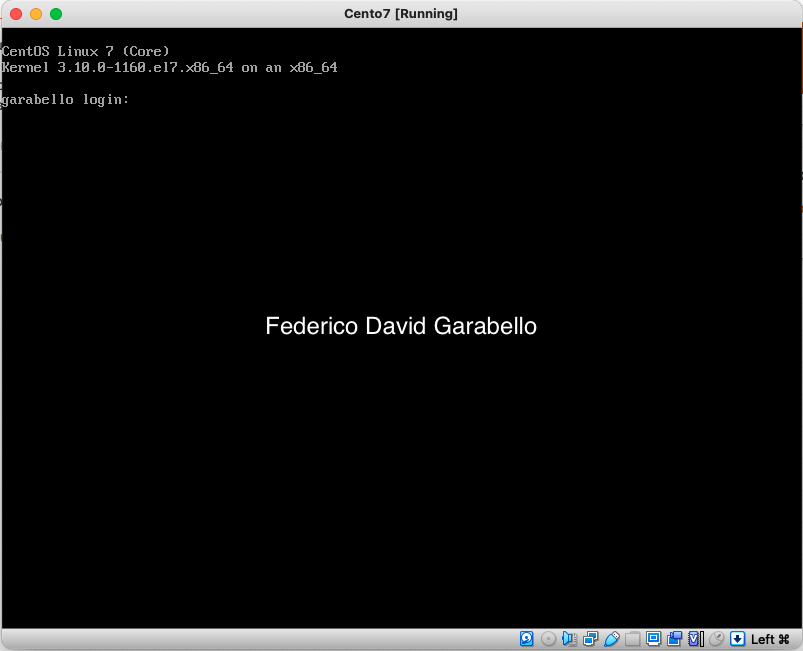 Cento7 [Running]
CentOS Linux 7 (Core)
Kernel 3.10.0-1160.el7.x86_64 on an x86_64
garabello login:
Federico David Garabello
Left ⌘